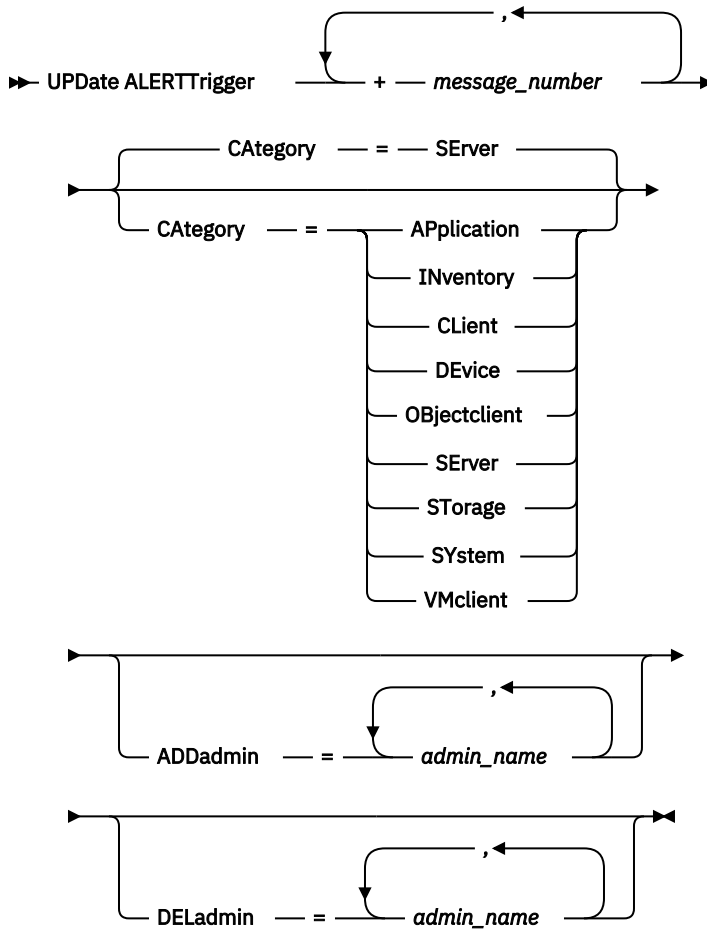 ,
UPDate ALERTTrigger + message_number
CAtegory = SErver
CAtegory = APplication
INventory
CLient
DEvice
OBjectclient
SErver
STorage
SYstem
VMclient
,
ADDadmin = admin_name
,
DELadmin = admin_name